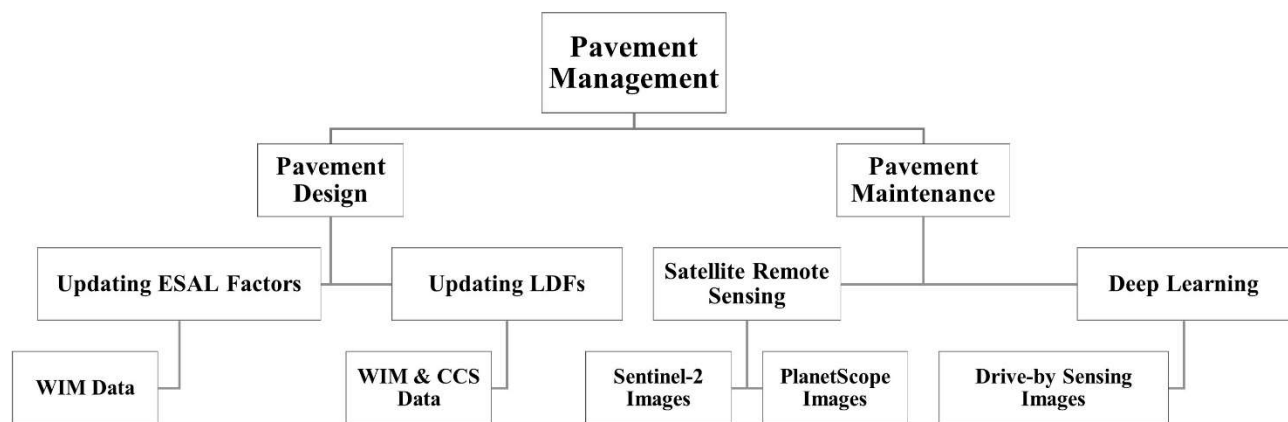 Pavement
Management
Pavement
Design
Pavement
Maintenance
Updating ESAL Factors
Updating LDFs
Satellite Remote
Sensing
Deep Learning
WIM Data
WIM & CCS
Data
Sentinel-2
Images
PlanetScope
Images
Drive-by Sensing
Images